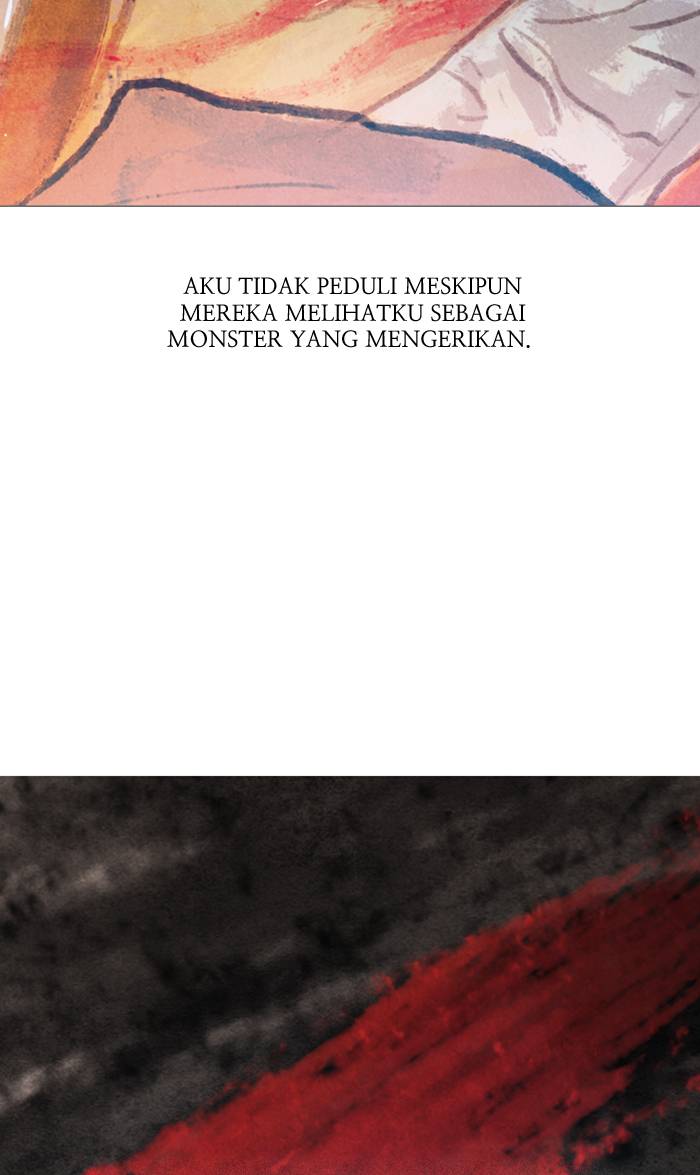 AKU TIDAK PEDULI MESKIPUN
MEREKA MELIHATKU SEBAGAI
MONSTER YANG MENGERIKAN.